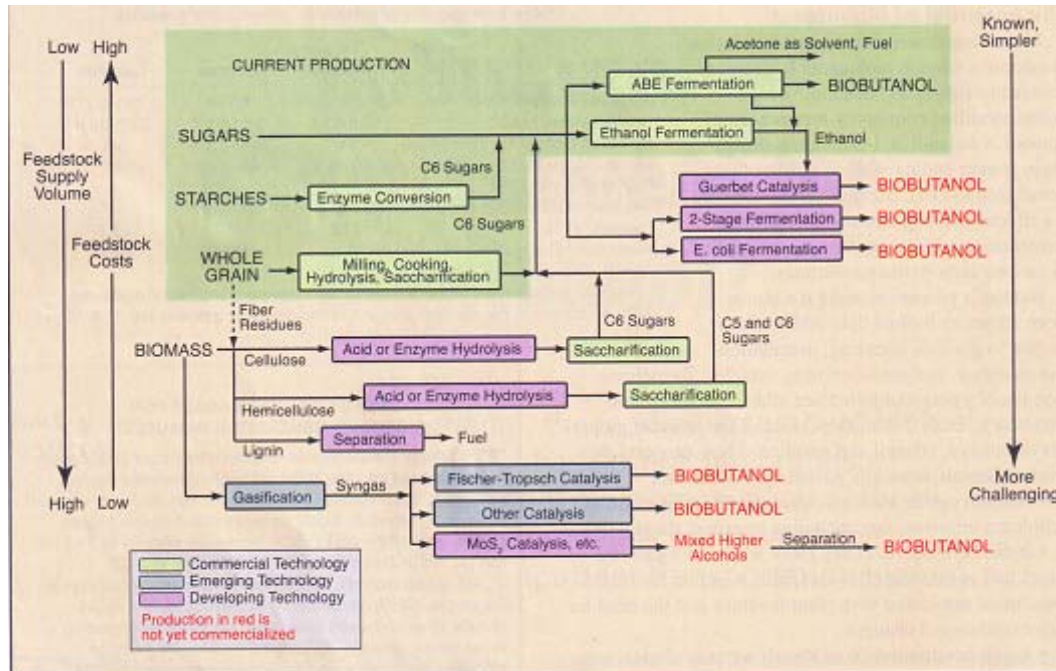 Low High
Known,
Simpler
CURRENT PRODUCTION
Acetone as Solvent, Fuel
ABE Fermentation
BIOBUTANOL
SUGARS
Ethanol Fermentation
Ethanol
Feedstock
Supply
Volume
C6 Sugars
STARCHES
Enzyme Conversion
Guerbet Catalysis
BIOBUTANOL
C6 Sugars
2-Stage Fermentation
BIOBUTANOL
Feedstock
Costs
E. coli Fermentation
BIOBUTANOL
WHOLE
GRAIN
Milling, Cooking,
Hydrolysis, Saccharification
Fiber
Residues
C6 Sugars
C5 and C6
Sugars
BIOMASS
Cellulose
Acid or Enzyme Hydrolysis
Saccharification
Hemicellulose
Acid or Enzyme Hydrolysis
Saccharification
Lignin
Separation
Fuel
High Low
More
Challenging
Gasification
Syngas
Fischer-Tropsch Catalysis
BIOBUTANOL
Other Catalysis
BIOBUTANOL
MoS2 Catalysis, etc.
Mixed Higher
Alcohols
Separation
BIOBUTANOL
Commercial Technology
Emerging Technology
Developing Technology
Production in red is
not yet commercialized